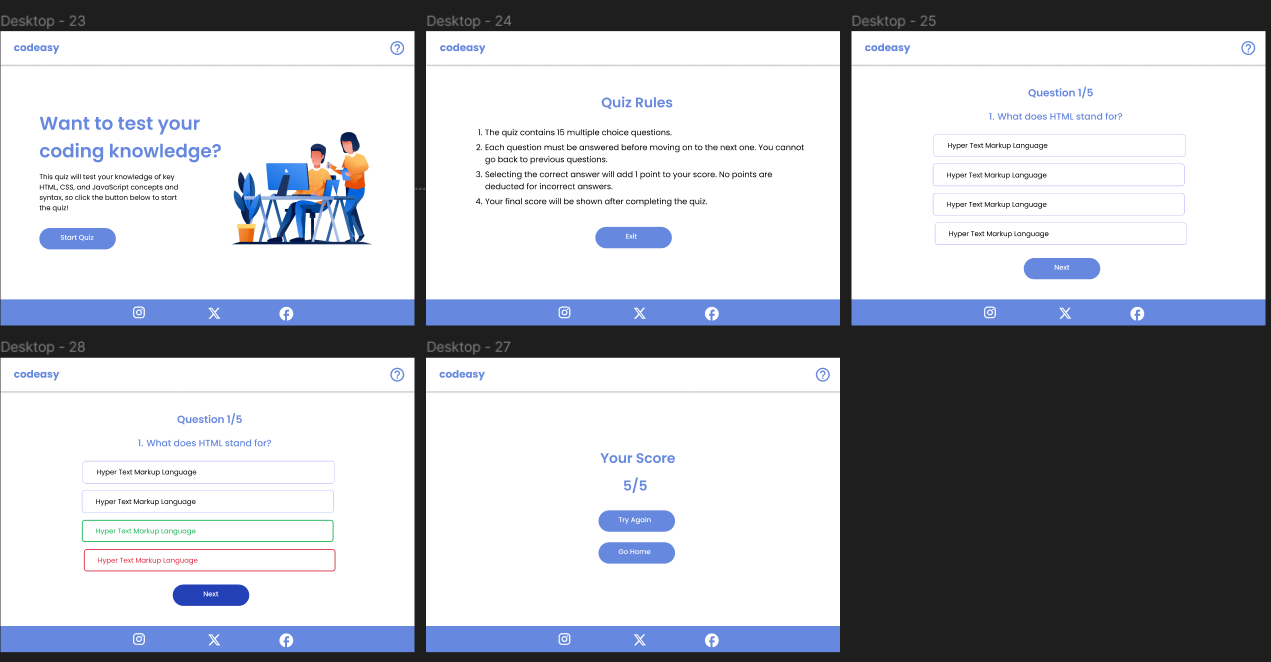 Desktop - 23
codeasy
Want to test your
coding knowledge?
This quiz will test your knowledge of key
HTML, CSS, and JavaScript concepts and
syntax, so click the button below to start
the quiz!
Start Quiz
Desktop - 24
codeasy
Quiz Rules
1. The quiz contains 15 multiple choice questions.
2. Each question must be answered before moving on to the next one. You cannot
go back to previous questions.
3. Selecting the correct answer will add 1 point to your score. No points are
deducted for incorrect answers.
4. Your final score will be shown after completing the quiz.
Exit
Desktop - 25
codeasy
Question 1/5
1. What does HTML stand for?
Hyper Text Markup Language
Hyper Text Markup Language
Hyper Text Markup Language
Hyper Text Markup Language
Next
Desktop - 28
codeasy
Question 1/5
1. What does HTML stand for?
Hyper Text Markup Language
Hyper Text Markup Language
Hyper Text Markup Language
Hyper Text Markup Language
Next
Desktop - 27
codeasy
Your Score
5/5
Try Again
Go Home